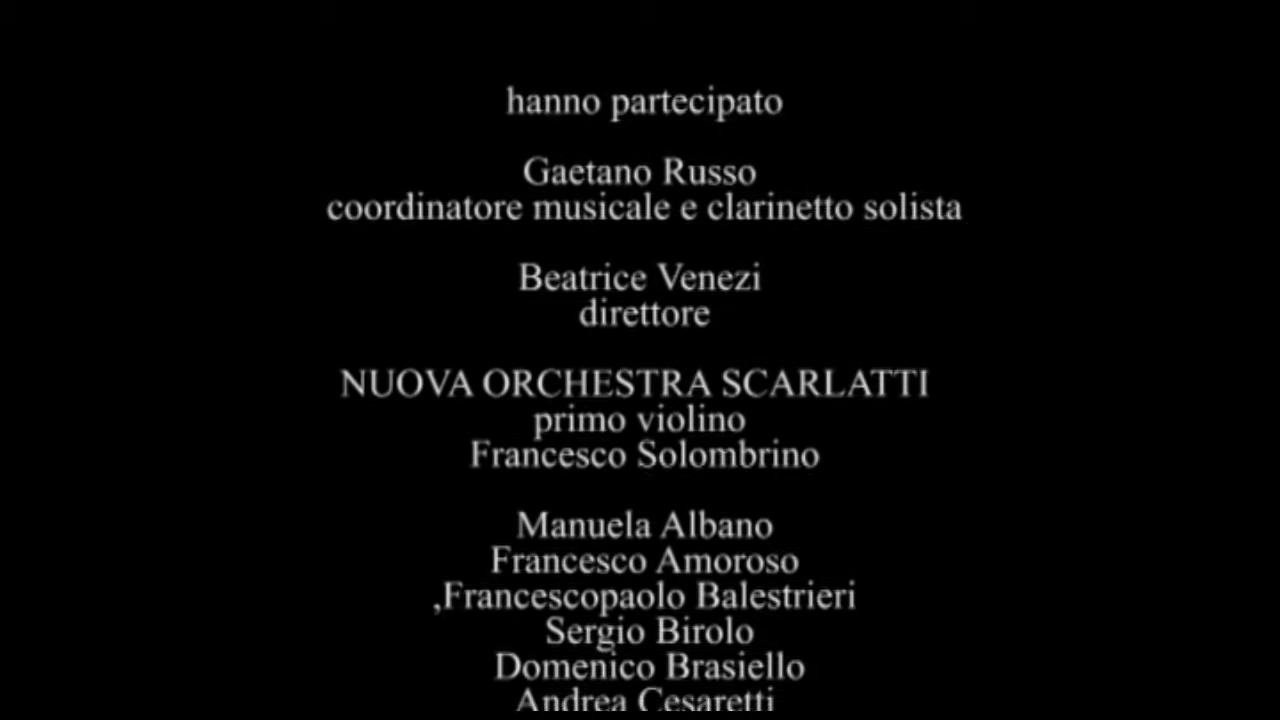 hanno partecipato
Gaetano Russo
coordinatore musicale e clarinetto solista
Beatrice Venezi
direttore
NUOVA ORCHESTRA SCARLATTI
primo violino
Francesco Solombrino
Manuela Albano
Francesco Amoroso
,Francescopaolo Balestrieri
Sergio Birolo
Domenico Brasiello
Andrea Cesaretti